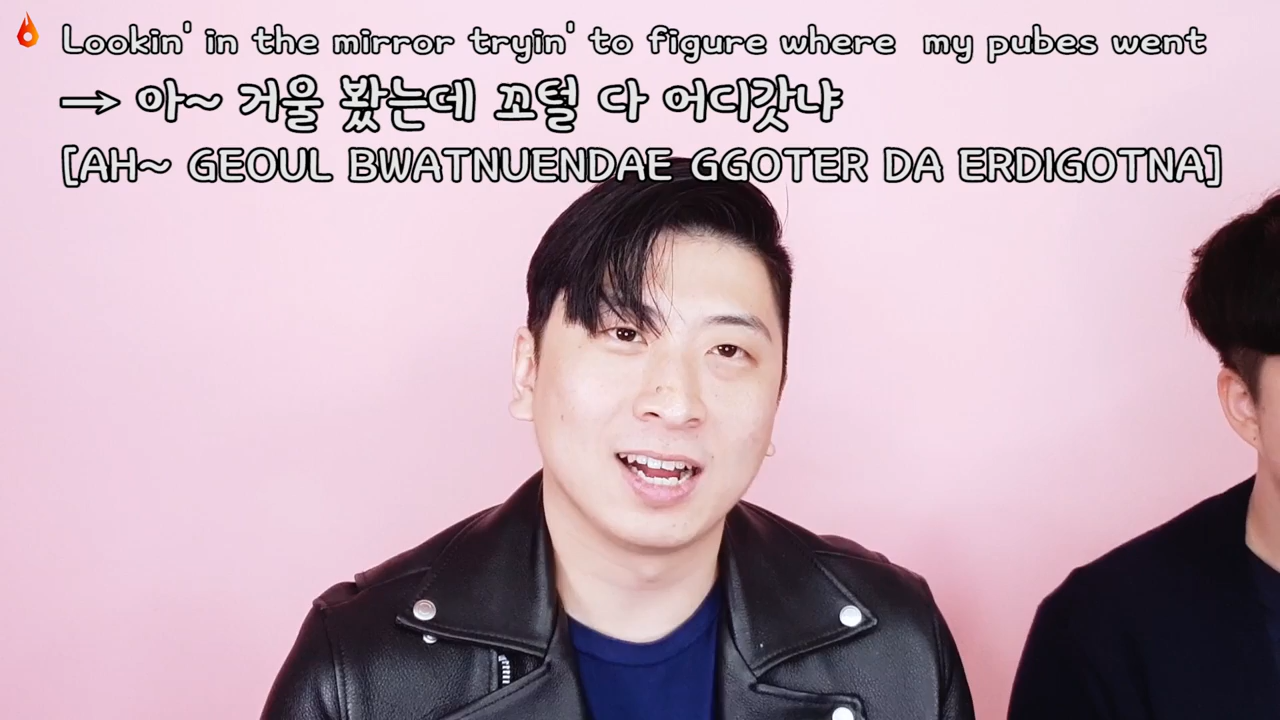 Lookin' in the mirror tryin' to figure where my pubes went
→ 아~ 거울 봤는데 꼬털 다 어디갓냐
[AH~ GEOUL BWATNUENDAE GGOTER DA ERDIGOTNA]